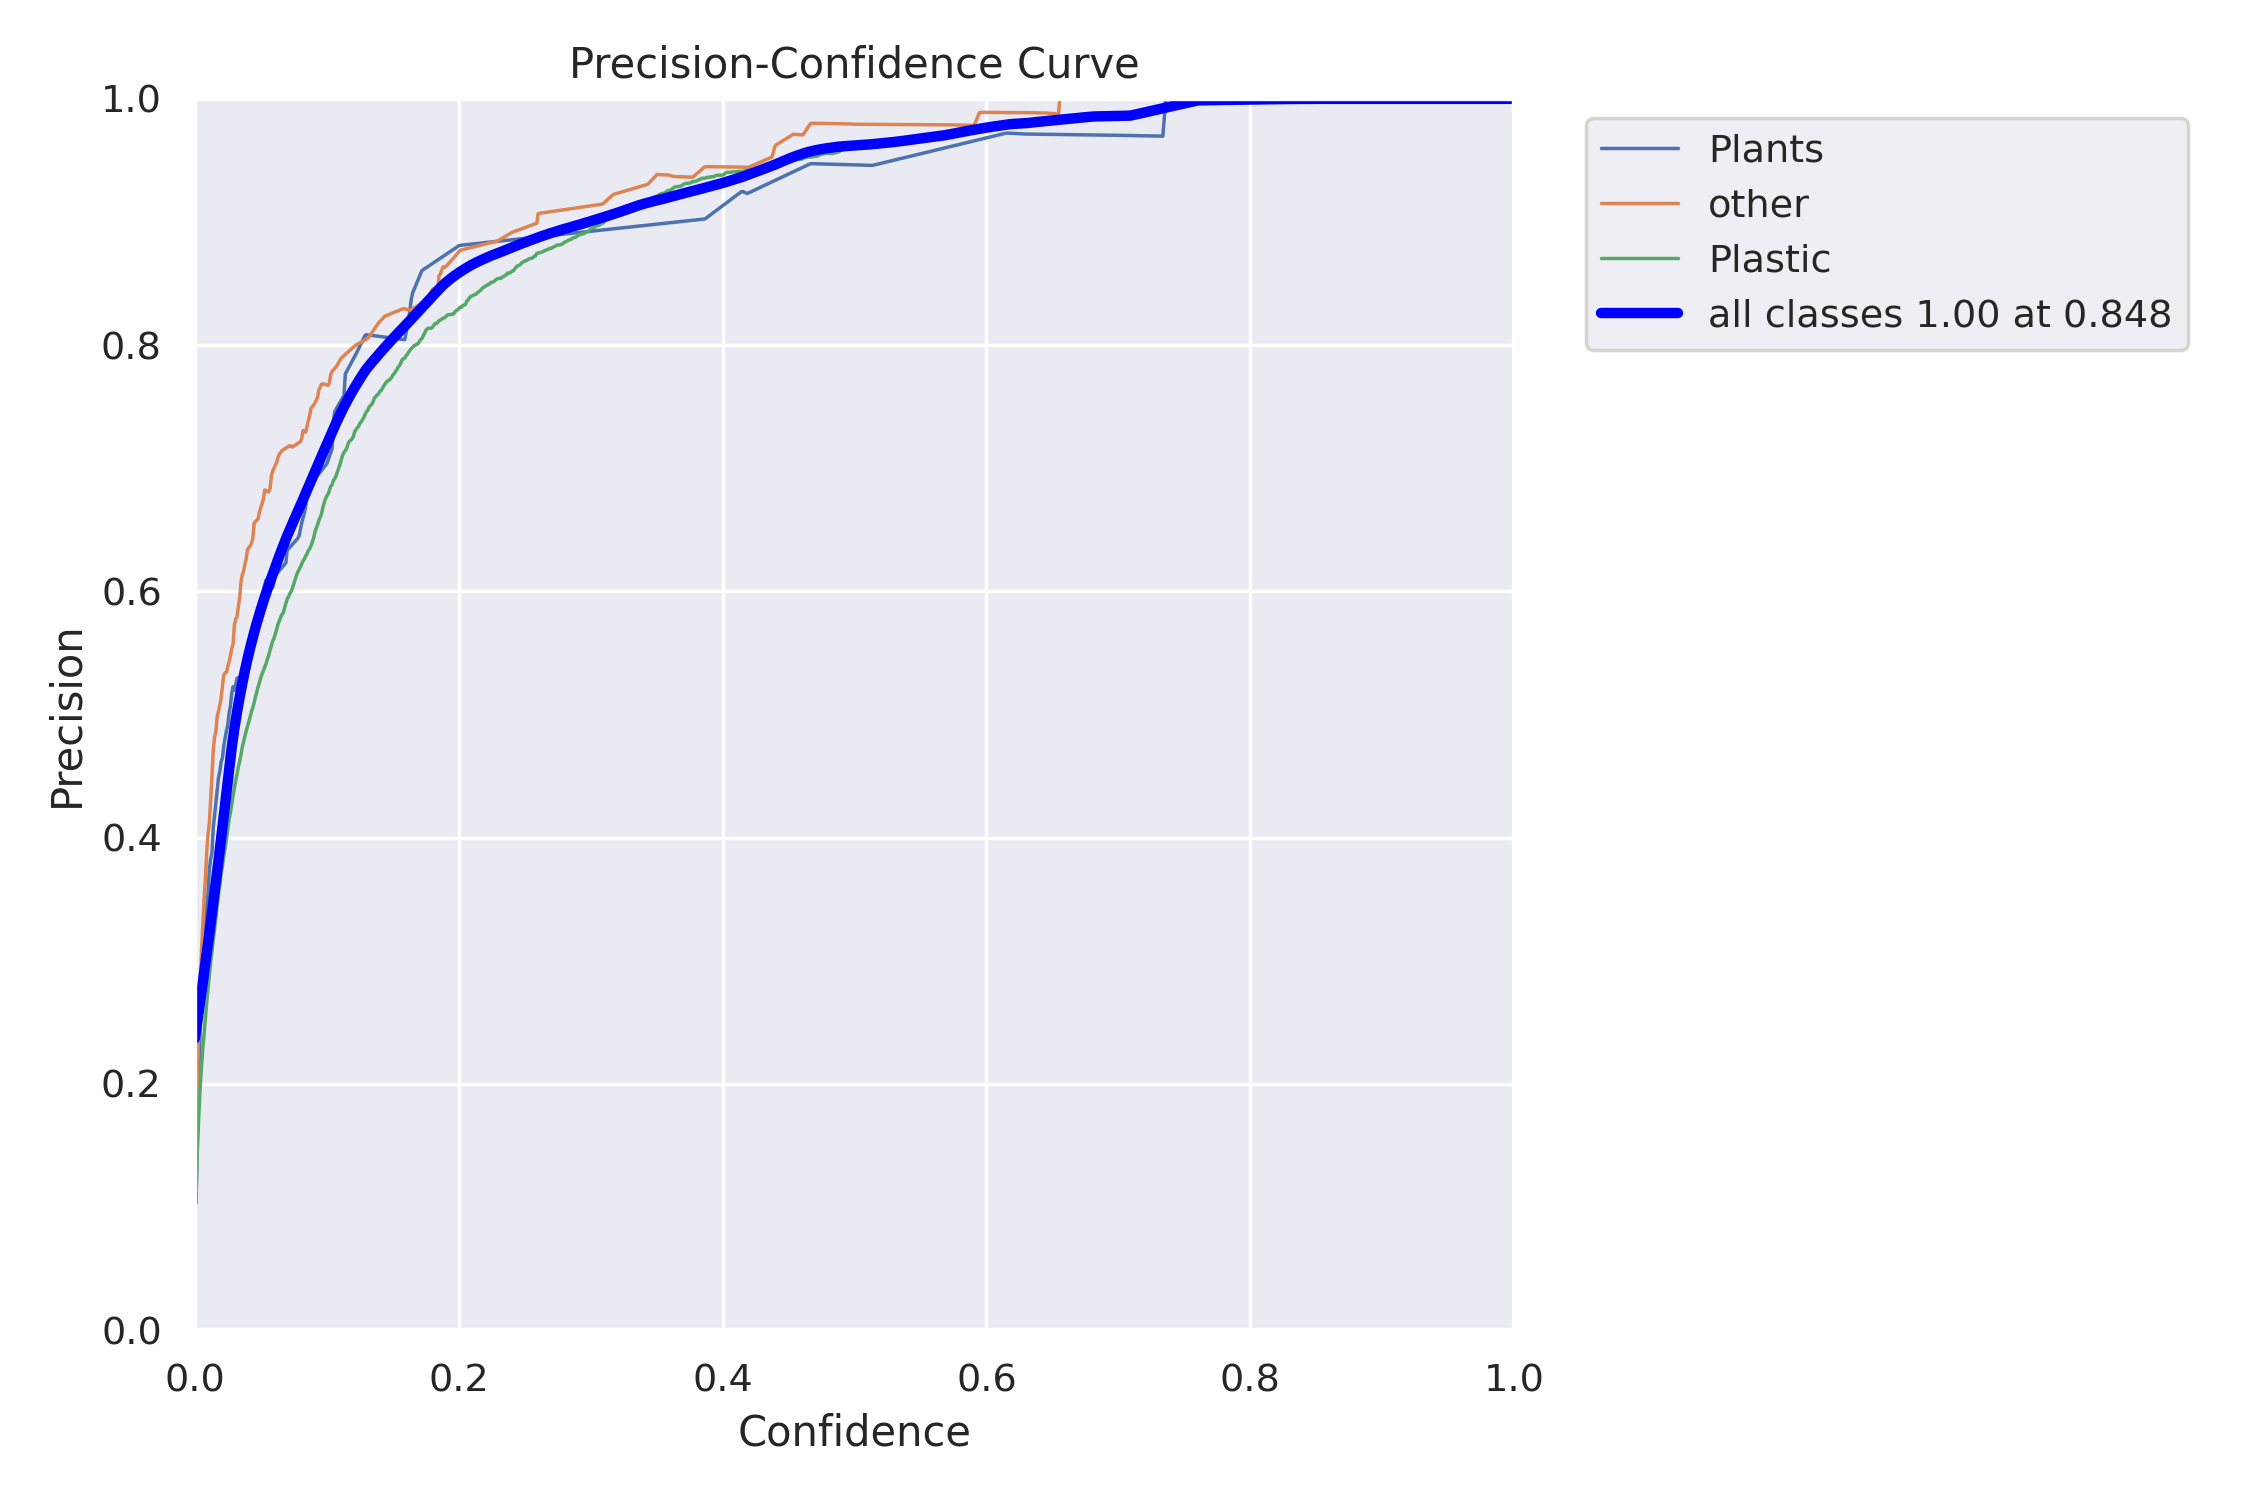 Precision-Confidence Curve
1.0
0.8
0.6
0.4
0.2
0.0
Precision
0.0 0.2 0.4 0.6 0.8 1.0
Confidence
Plants
other
Plastic
all classes 1.00 at 0.848